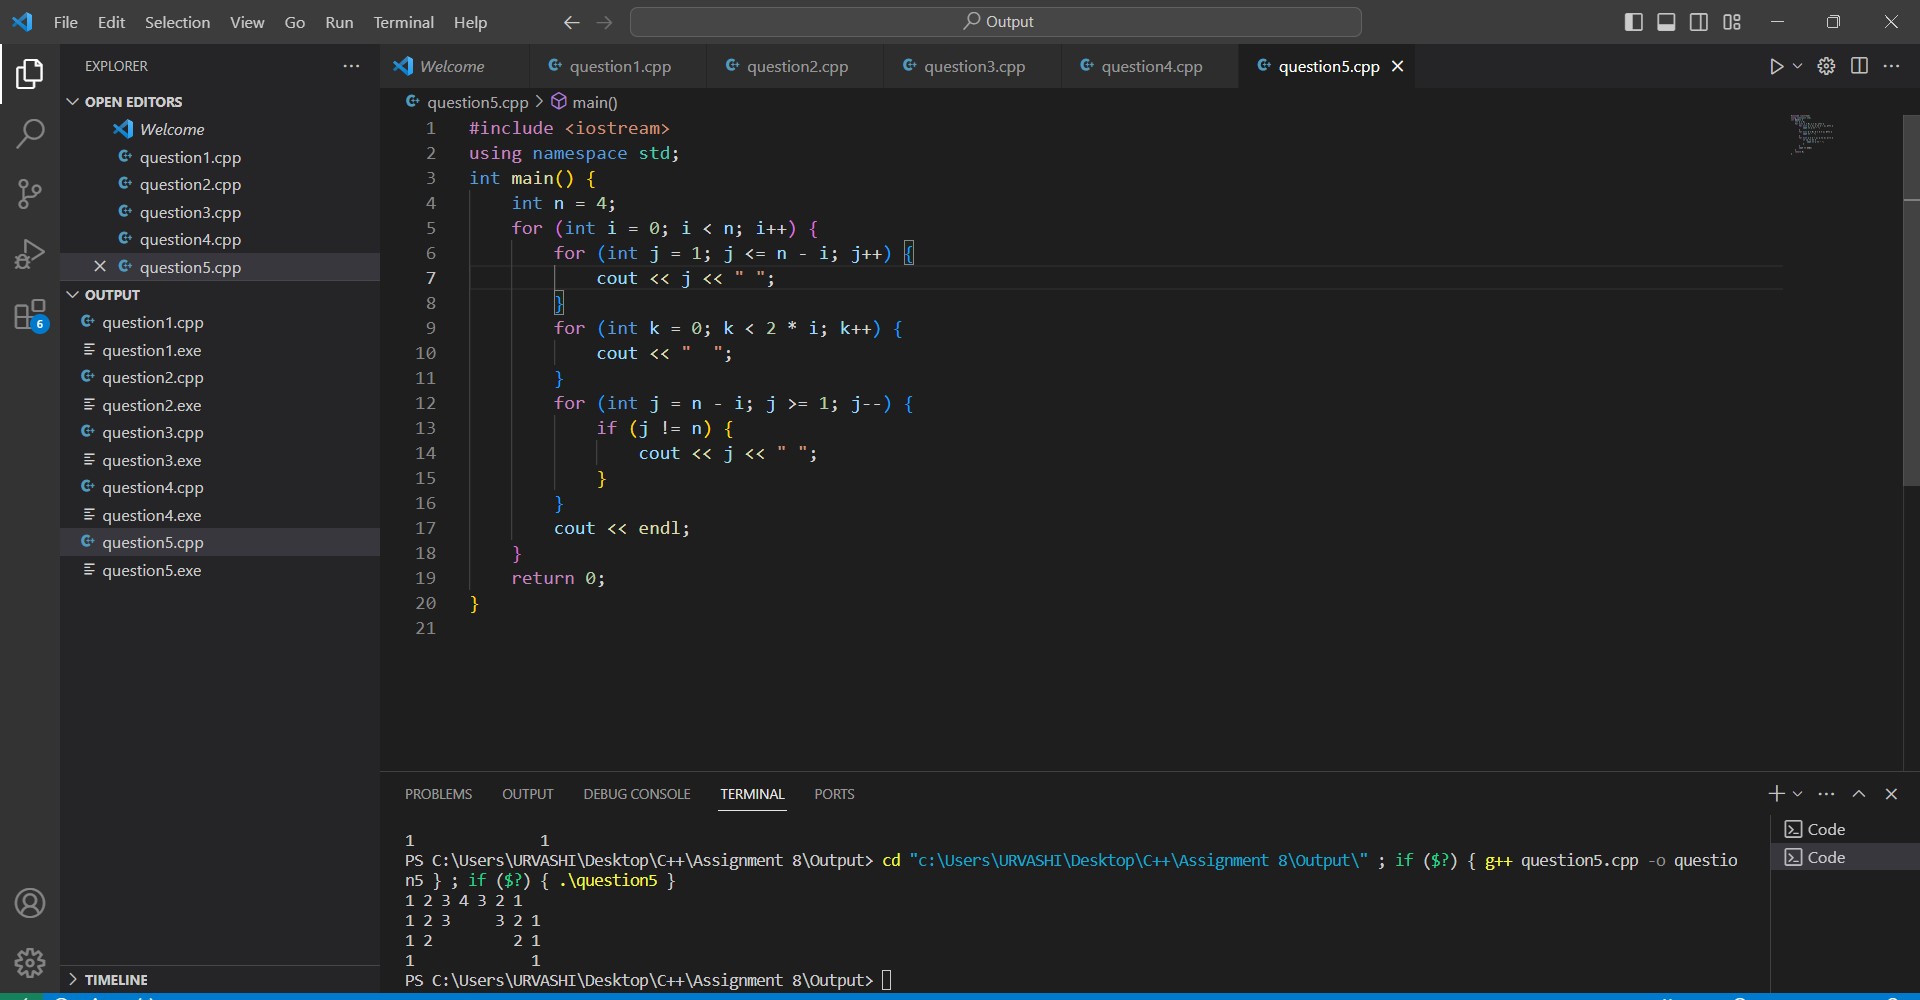 File Edit Selection View Go Run Terminal Help
Output
EXPLORER
OPEN EDITORS
Welcome
question1.cpp
question2.cpp
question3.cpp
question4.cpp
question5.cpp
OUTPUT
question1.cpp
question1.exe
question2.cpp
question2.exe
question3.cpp
question3.exe
question4.cpp
question4.exe
question5.cpp
question5.exe
TIMELINE
6
Welcome question1.cpp question2.cpp question3.cpp question4.cpp question5.cpp
question5.cpp > main()
1 #include <iostream>
2 using namespace std;
3 int main() {
4     int n = 4;
5     for (int i = 0; i < n; i++) {
6         for (int j = 1; j <= n - i; j++) {
7             cout << j << " ";
8         }
9         for (int k = 0; k < 2 * i; k++) {
10             cout << "  ";
11         }
12         for (int j = n - i; j >= 1; j--) {
13             if (j != n) {
14                 cout << j << " ";
15             }
16         }
17         cout << endl;
18     }
19     return 0;
20 }
21
PROBLEMS OUTPUT DEBUG CONSOLE TERMINAL PORTS
1              1
PS C:\Users\URVASHI\Desktop\C++\Assignment 8\Output> cd "c:\Users\URVASHI\Desktop\C++\Assignment 8\Output\" ; if ($?) { g++ question5.cpp -o questio
n5 } ; if ($?) { .\question5 }
1 2 3 4 3 2 1
1 2 3     3 2 1
1 2         2 1
1             1
PS C:\Users\URVASHI\Desktop\C++\Assignment 8\Output>
Code
Code